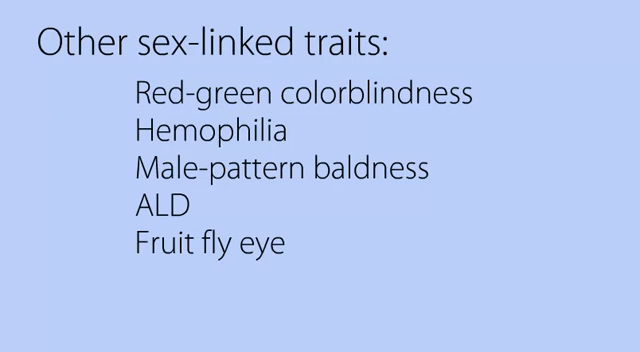 Other sex-linked traits:
Red-green colorblindness
Hemophilia
Male-pattern baldness
ALD
Fruit fly eye